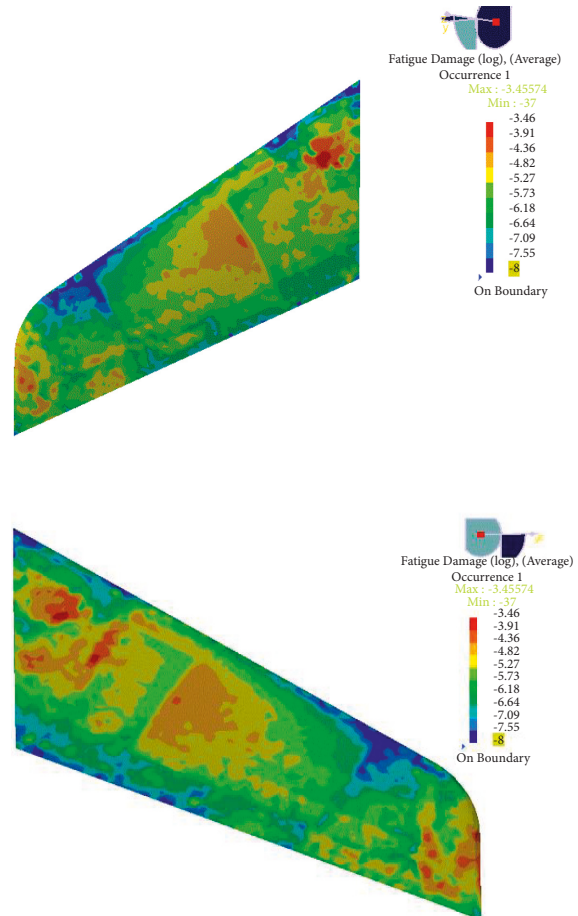 y
Fatigue Damage (log), (Average)
Occurrence 1
Max : -3.45574
Min : -37
-3.46
-3.91
-4.36
-4.82
-5.27
-5.73
-6.18
-6.64
-7.09
-7.55
-8
On Boundary
Fatigue Damage (log), (Average)
Occurrence 1
Max : -3.45574
Min : -37
-3.46
-3.91
-4.36
-4.82
-5.27
-5.73
-6.18
-6.64
-7.09
-7.55
-8
On Boundary